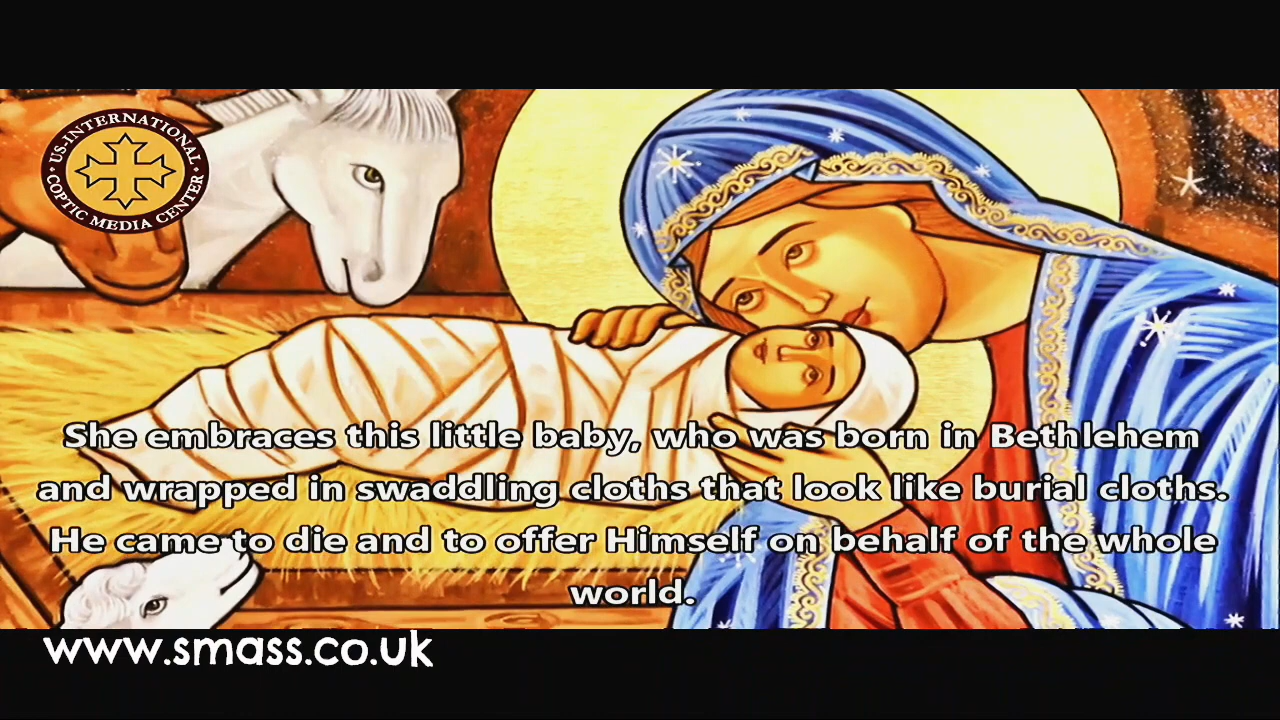 US-INTERNATIONAL
COPTIC MEDIA CENTER
She embraces this little baby, who was born in Bethlehem
and wrapped in swaddling cloths that look like burial cloths.
He came to die and to offer Himself on behalf of the whole
world.
www.smass.co.uk